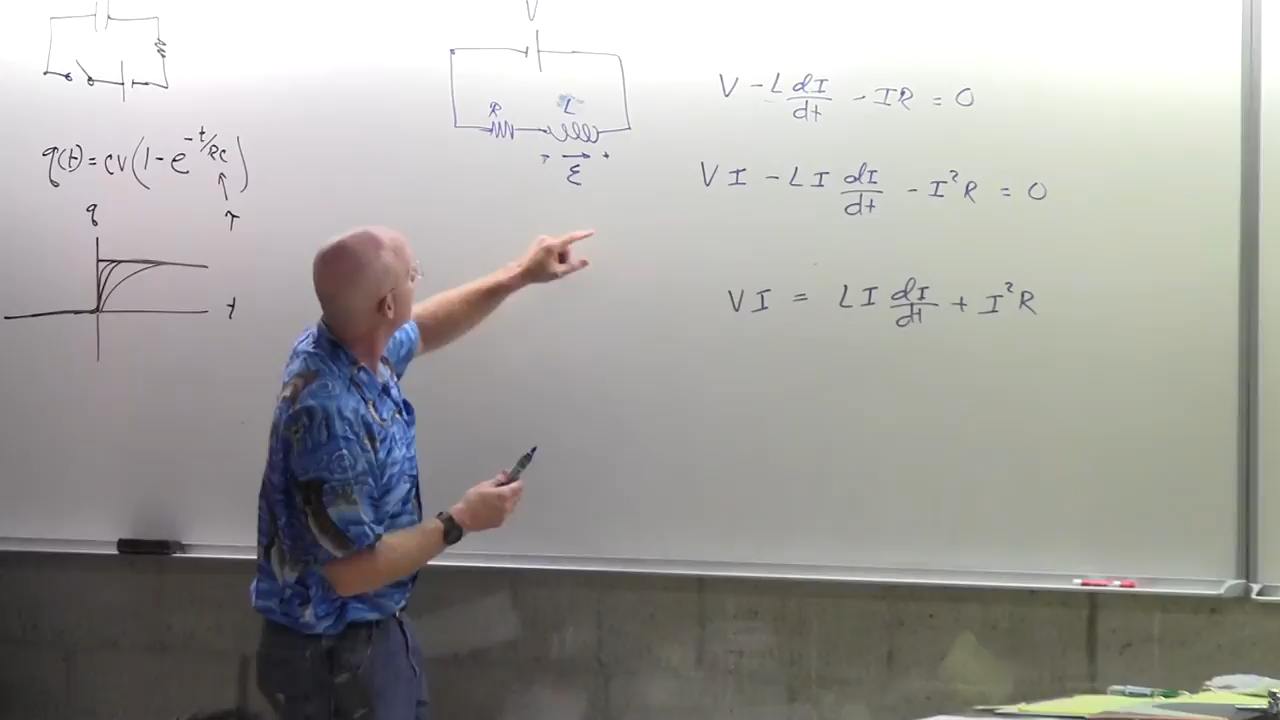 q(t) = CV(1 - e^{-t/RC})
τ
q
t
V
R
L
- → +
ε
V - L dI/dt - IR = 0
VI - LI dI/dt - I²R = 0
VI = LI dI/dt + I²R